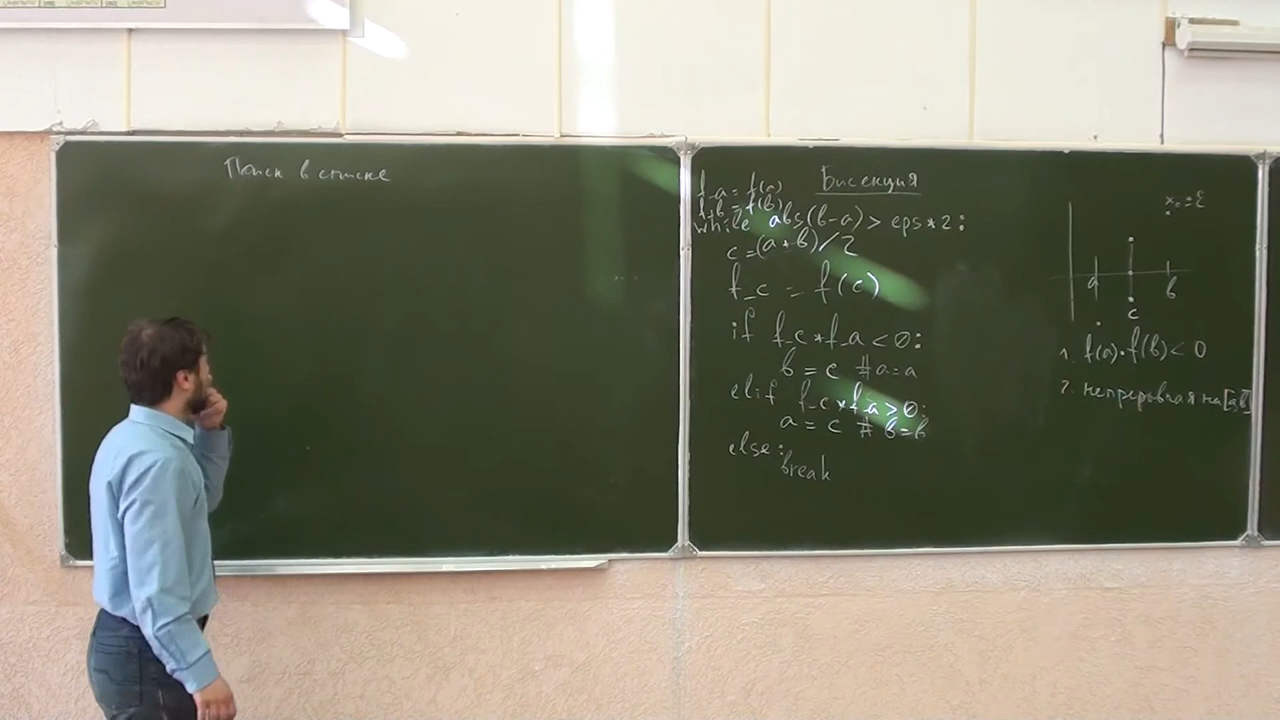 Поиск в списке
Бисекция
f_a = f(a)
f_b = f(b)
while abs(b-a) > eps*2:
c = (a+b)/2
f_c = f(c)
if f_c*f_a < 0:
b = c #a=a
elif f_c*f_a > 0:
a = c # b=b
else:
break
x₀ ± ε
a
b
c
1. f(a)·f(b) < 0
2. непрерывная на [a,b]